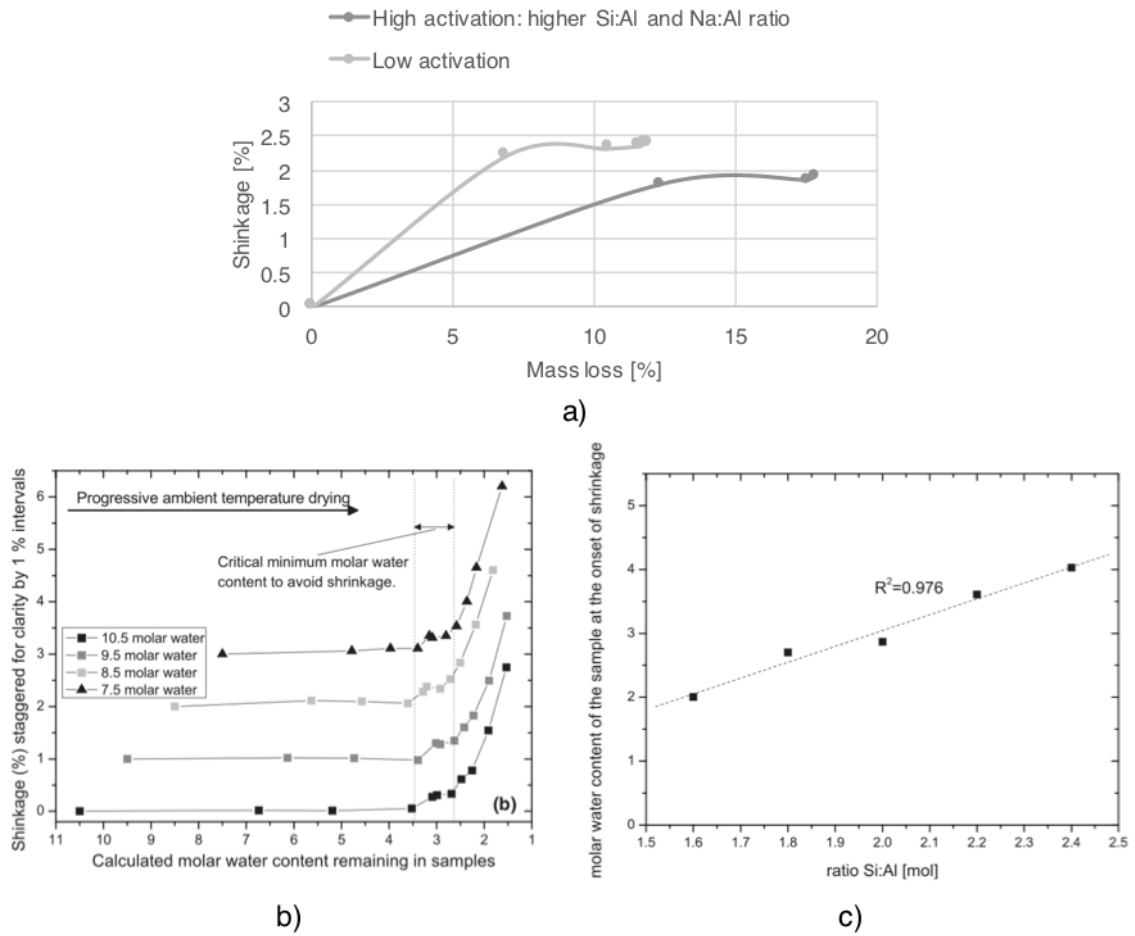 High activation: higher Si:Al and Na:Al ratio
Low activation
3
2.5
2
1.5
1
0.5
0
Shinkage [%]
0 5 10 15 20
Mass loss [%]
a)
Shinkage (%) staggered for clarity by 1 % intervals
6
5
4
3
2
1
0
Progressive ambient temperature drying
Critical minimum molar water
content to avoid shrinkage.
10.5 molar water
9.5 molar water
8.5 molar water
7.5 molar water
(b)
11 10 9 8 7 6 5 4 3 2 1
Calculated molar water content remaining in samples
b)
molar water content of the sample at the onset of shrinkage
5
4
3
2
1
0
R²=0.976
1.5 1.6 1.7 1.8 1.9 2.0 2.1 2.2 2.3 2.4 2.5
ratio Si:Al [mol]
c)